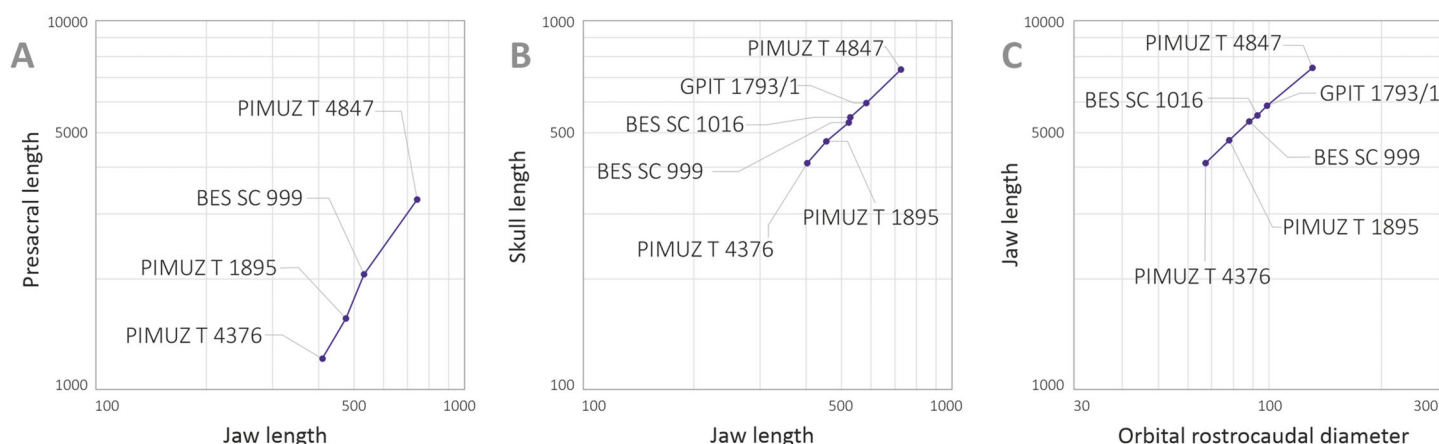 A
10000
5000
1000
Presacral length
PIMUZ T 4847
BES SC 999
PIMUZ T 1895
PIMUZ T 4376
100
500
1000
Jaw length
B
1000
500
100
Skull length
PIMUZ T 4847
GPIT 1793/1
BES SC 1016
BES SC 999
PIMUZ T 1895
PIMUZ T 4376
100
500
1000
Jaw length
C
10000
5000
1000
Jaw length
PIMUZ T 4847
BES SC 1016
GPIT 1793/1
BES SC 999
PIMUZ T 1895
PIMUZ T 4376
30
100
300
Orbital rostrocaudal diameter